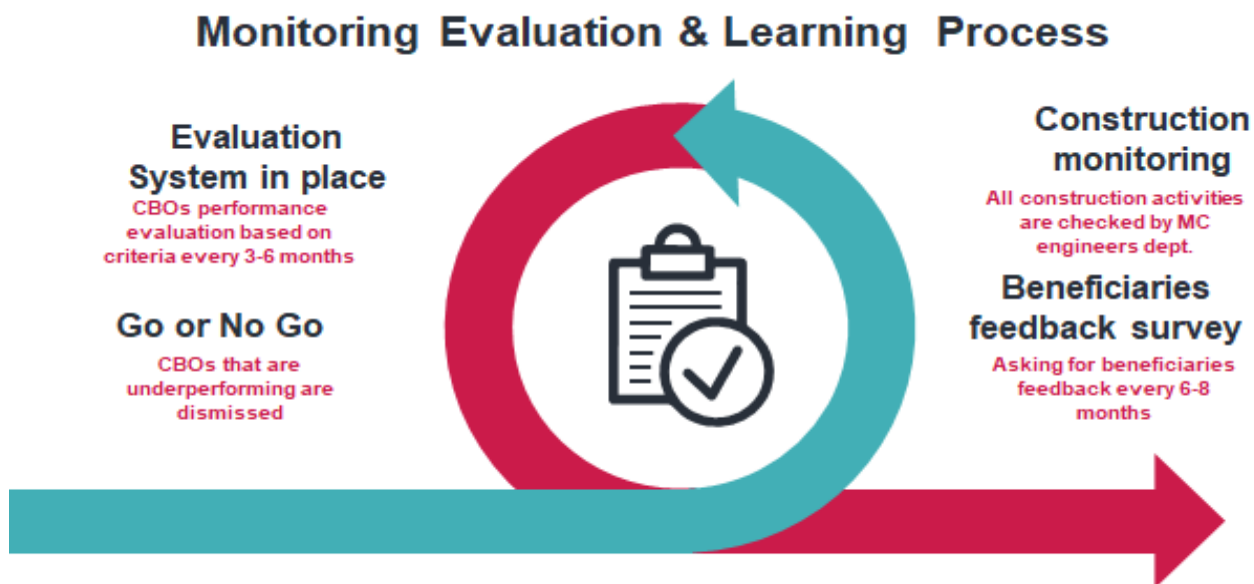 Monitoring Evaluation & Learning Process
Evaluation
System in place
CBOs performance
evaluation based on
criteria every 3-6 months
Go or No Go
CBOs that are
underperforming are
dismissed
Construction
monitoring
All construction activities
are checked by MC
engineers dept.
Beneficiaries
feedback survey
Asking for beneficiaries
feedback every 6-8
months